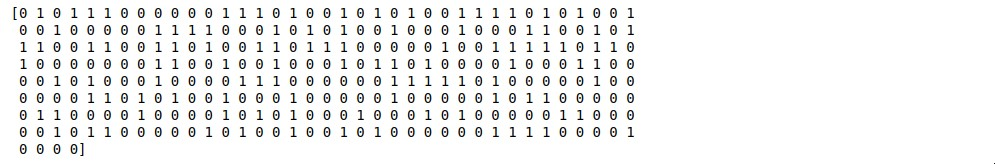 [0 1 0 1 1 1 0 0 0 0 0 0 1 1 1 0 1 0 0 1 0 1 0 1 0 0 1 1 1 1 0 1 0 1 0 0 1
0 0 1 0 0 0 0 0 1 1 1 1 0 0 0 1 0 1 0 1 0 0 1 0 0 0 1 0 0 0 1 1 0 0 1 0 1
1 1 0 0 1 1 0 0 1 1 0 1 0 0 1 1 0 1 1 1 0 0 0 0 0 1 0 0 1 1 1 1 1 0 1 1 0
1 0 0 0 0 0 0 0 1 1 0 0 1 0 0 1 0 0 0 1 0 1 1 0 1 0 0 0 0 1 0 0 0 1 1 0 0
0 0 1 0 1 0 0 0 1 0 0 0 0 1 1 1 0 0 0 0 0 0 1 1 1 1 1 0 1 0 0 0 0 0 1 0 0
0 0 0 0 1 1 0 1 0 1 0 0 1 0 0 0 1 0 0 0 0 0 1 0 0 0 0 0 1 0 1 1 0 0 0 0 0
0 1 1 0 0 0 0 1 0 0 0 0 1 0 1 0 1 0 0 0 1 0 0 0 1 0 1 0 0 0 0 0 1 1 0 0 0
0 0 1 0 1 1 0 0 0 0 0 1 0 1 0 0 1 0 0 1 0 1 0 0 0 0 0 0 1 1 1 1 0 0 0 0 1
0 0 0 0]